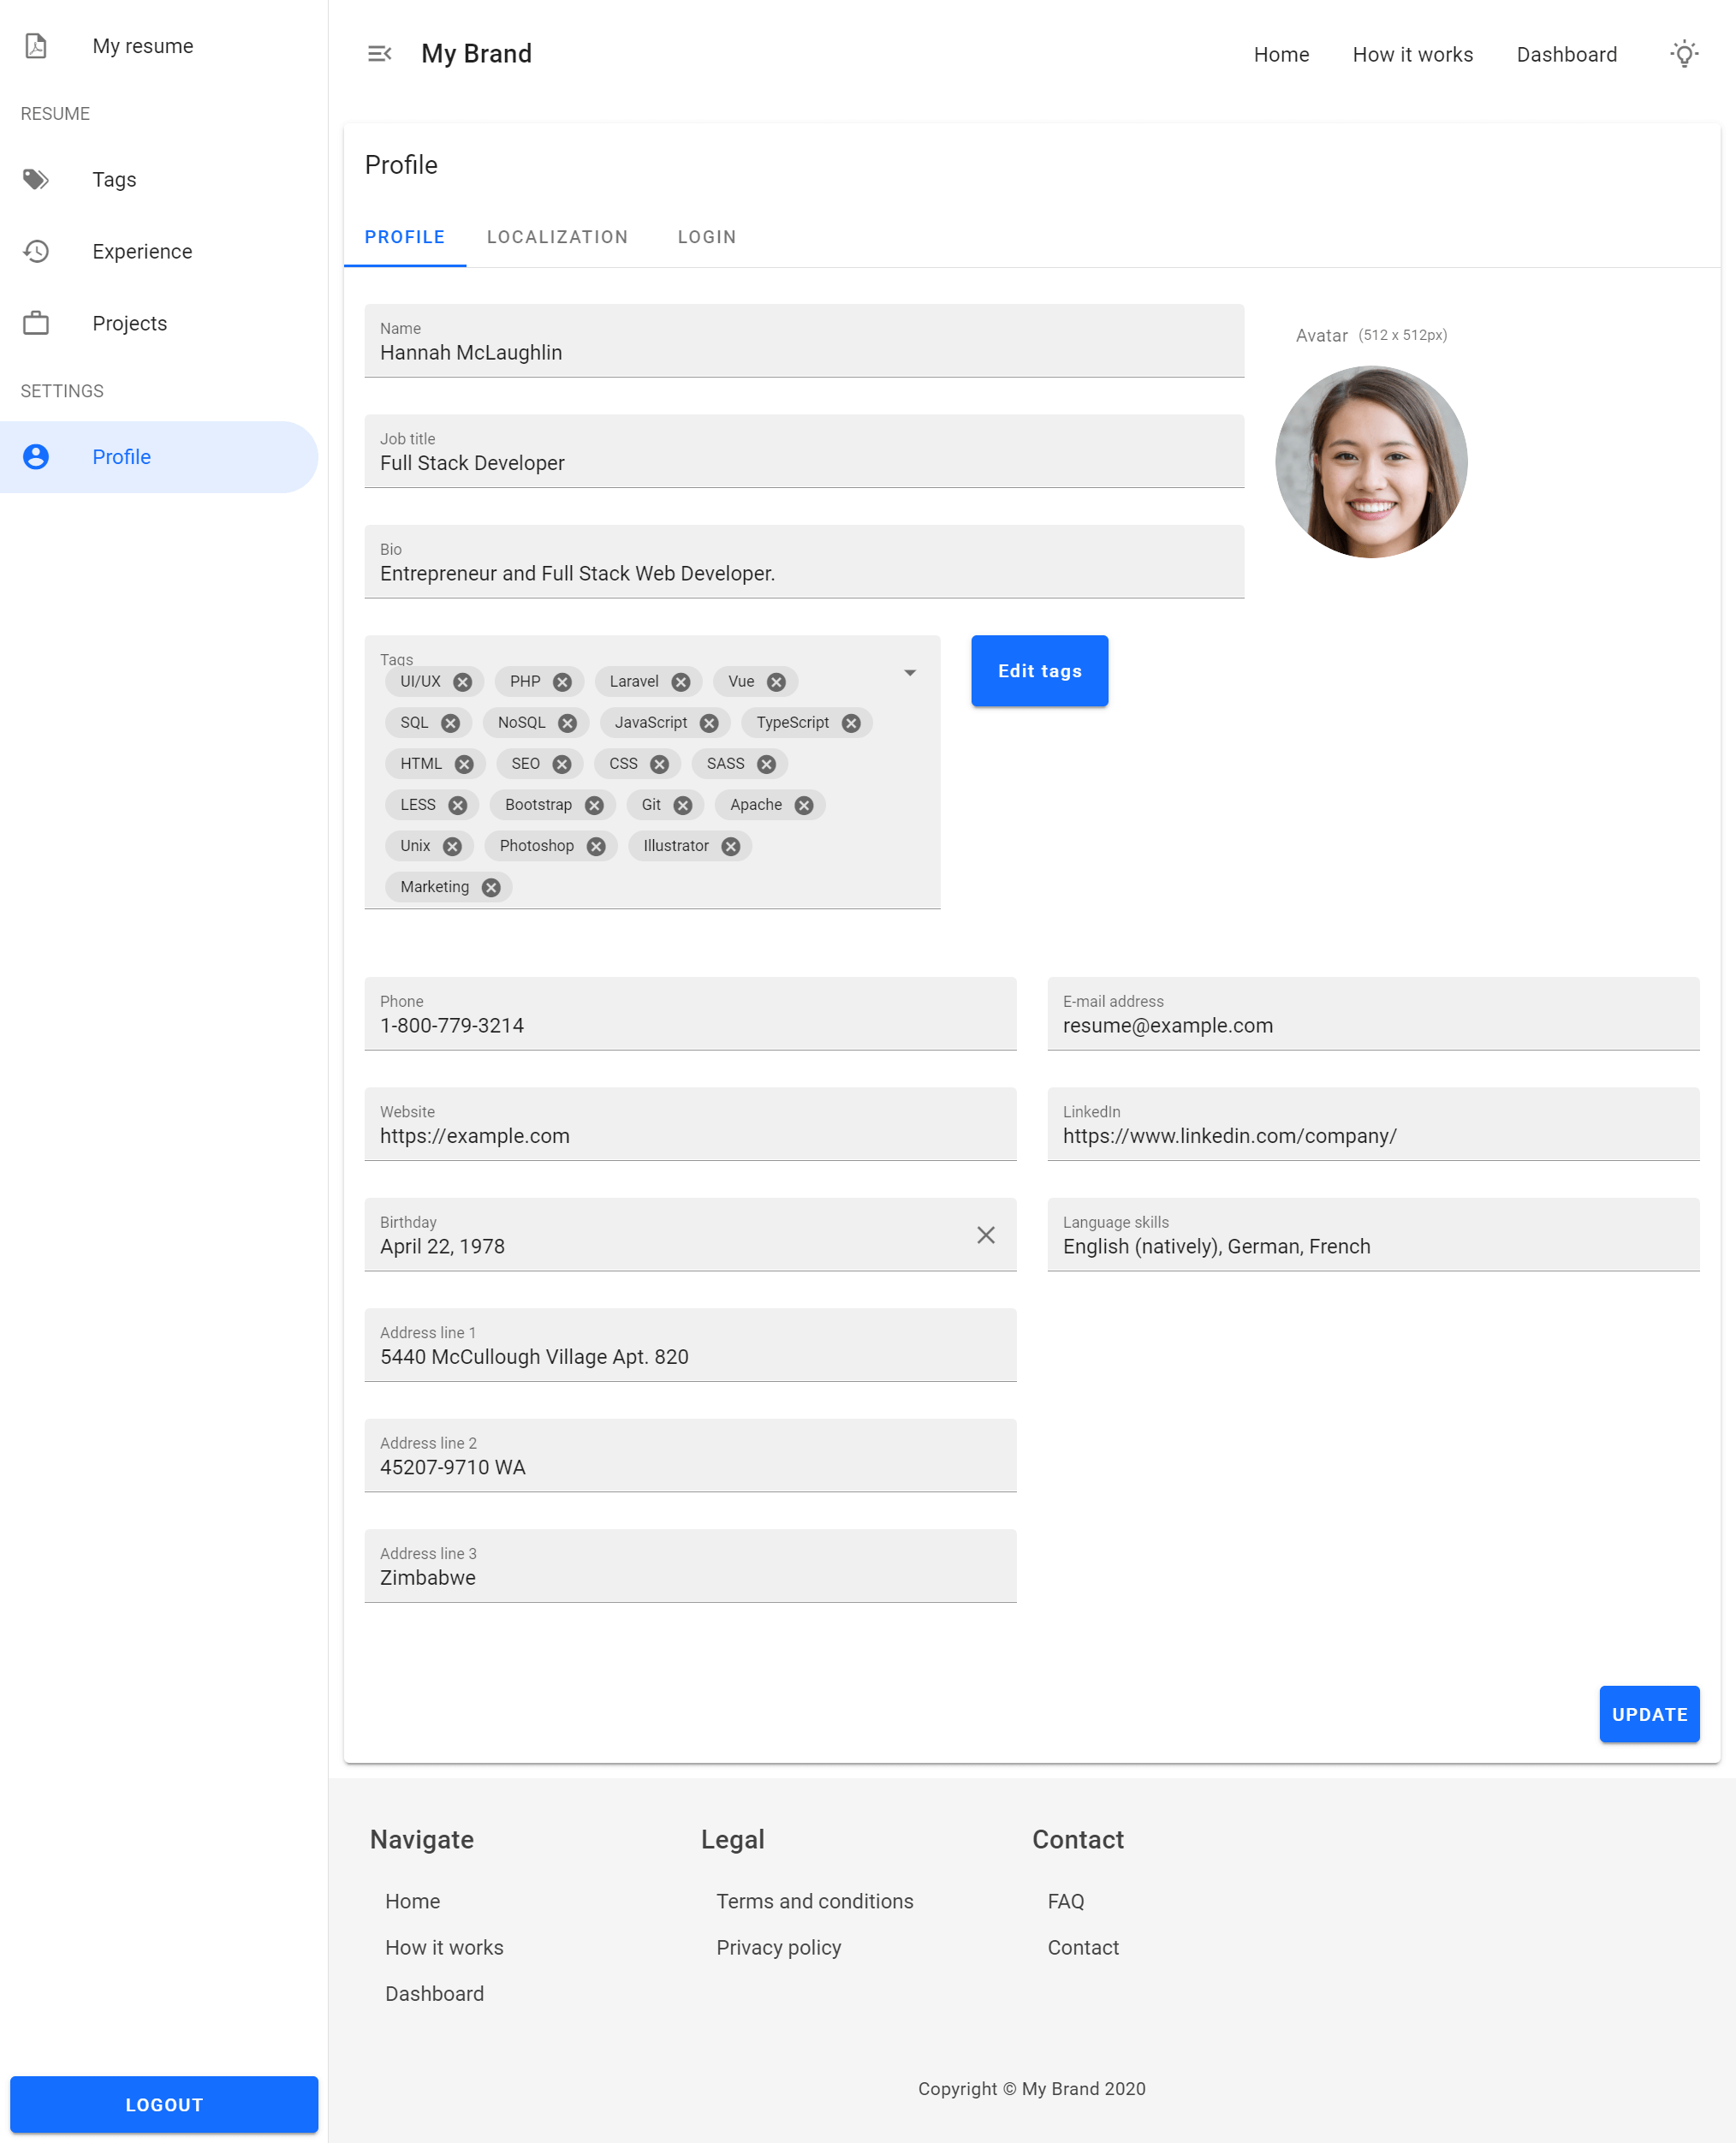 My resume
RESUME
Tags
Experience
Projects
SETTINGS
Profile
LOGOUT
My Brand
Home How it works Dashboard
Profile
PROFILE LOCALIZATION LOGIN
Name
Hannah McLaughlin
Avatar (512 x 512px)
Job title
Full Stack Developer
Bio
Entrepreneur and Full Stack Web Developer.
Tags
UI/UX PHP Laravel Vue
SQL NoSQL JavaScript TypeScript
HTML SEO CSS SASS
LESS Bootstrap Git Apache
Unix Photoshop Illustrator
Marketing
Edit tags
Phone
1-800-779-3214
E-mail address
resume@example.com
Website
https://example.com
LinkedIn
https://www.linkedin.com/company/
Birthday
April 22, 1978
Language skills
English (natively), German, French
Address line 1
5440 McCullough Village Apt. 820
Address line 2
45207-9710 WA
Address line 3
Zimbabwe
UPDATE
Navigate
Home
How it works
Dashboard
Legal
Terms and conditions
Privacy policy
Contact
FAQ
Contact
Copyright © My Brand 2020